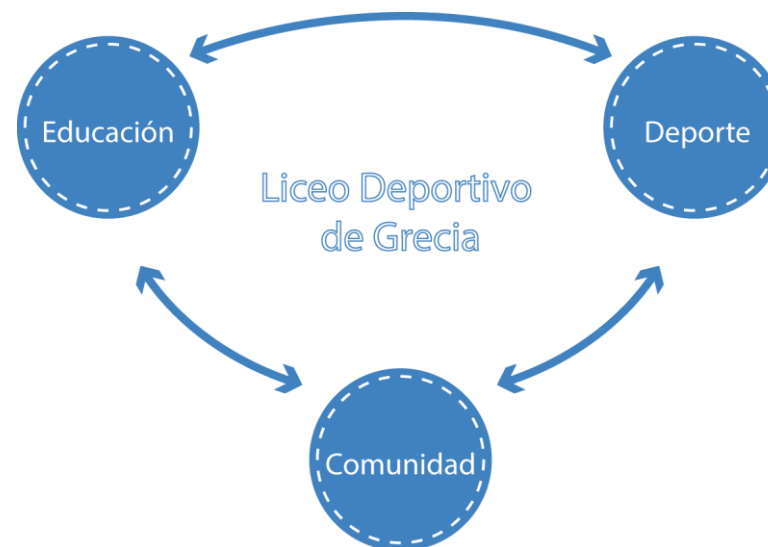 Educación
Deporte
Liceo Deportivo
de Grecia
Comunidad